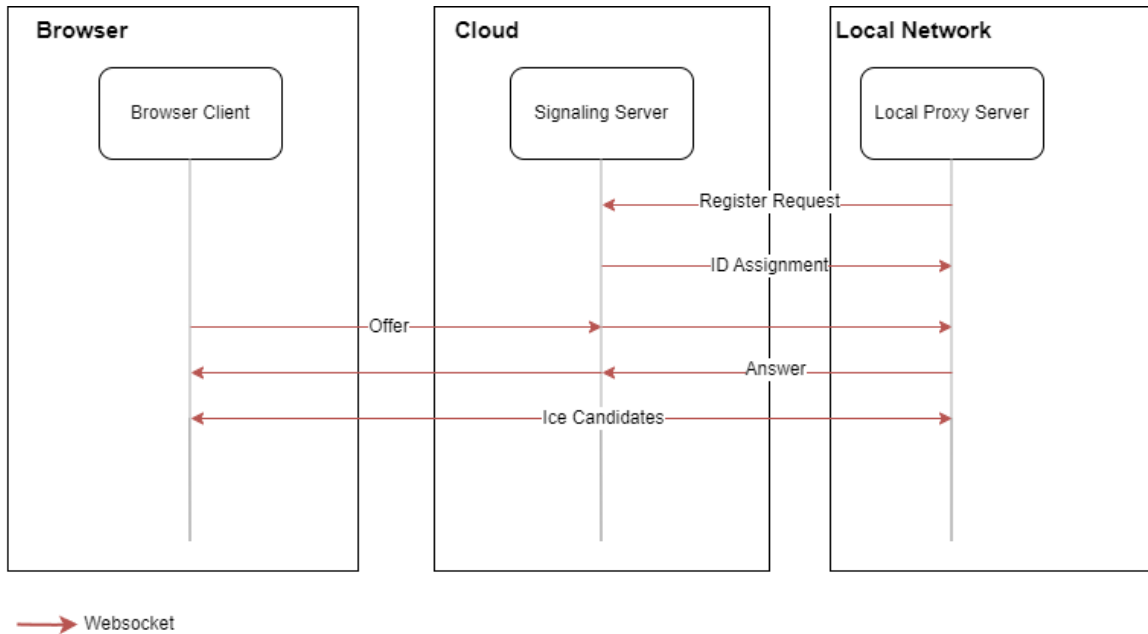 Browser
Cloud
Local Network
Browser Client
Signaling Server
Local Proxy Server
Register Request
ID Assignment
Offer
Answer
Ice Candidates
Websocket